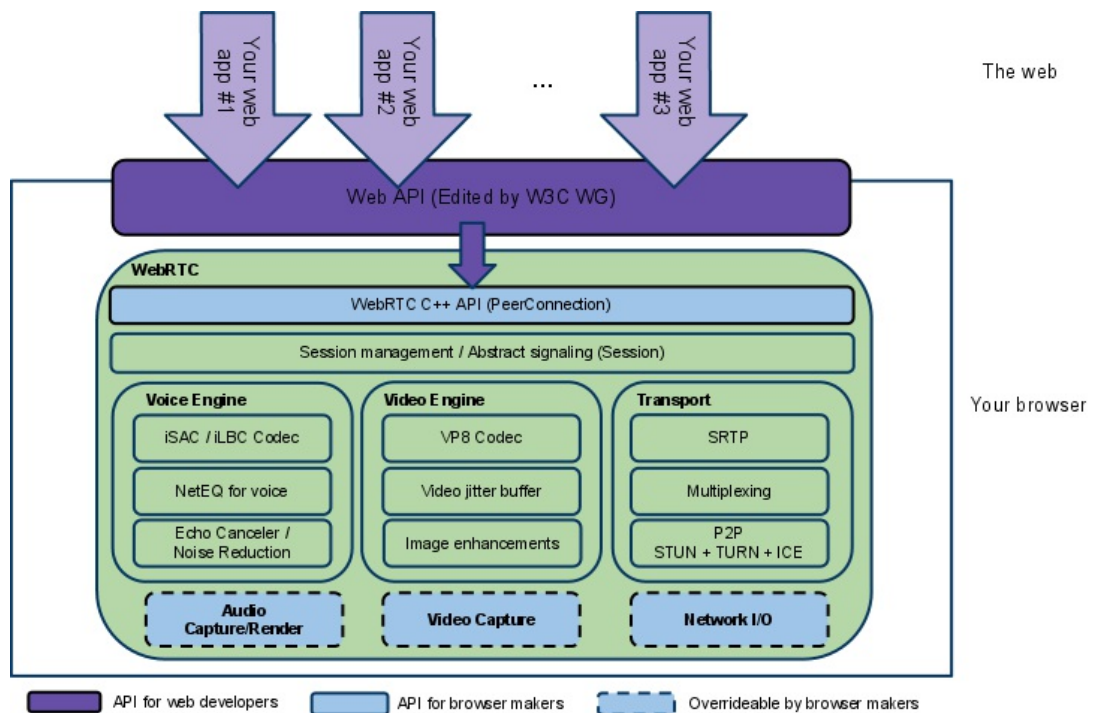 Your web
app #1
Your web
app #2
...
Your web
app #3
The web
Web API (Edited by W3C WG)
WebRTC
WebRTC C++ API (PeerConnection)
Session management / Abstract signaling (Session)
Your browser
Voice Engine
iSAC / iLBC Codec
NetEQ for voice
Echo Canceler /
Noise Reduction
Video Engine
VP8 Codec
Video jitter buffer
Image enhancements
Transport
SRTP
Multiplexing
P2P
STUN + TURN + ICE
Audio
Capture/Render
Video Capture
Network I/O
API for web developers
API for browser makers
Overrideable by browser makers